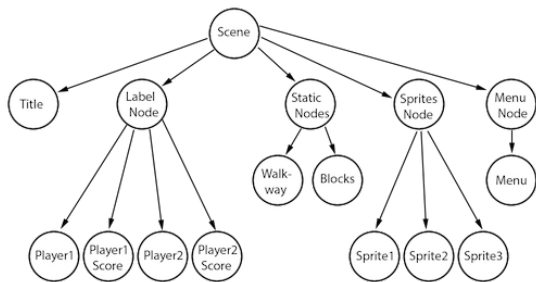 Scene
Title
Label
Node
Static
Nodes
Sprites
Node
Menu
Node
Walk-
way
Blocks
Menu
Player1
Player1
Score
Player2
Player2
Score
Sprite1
Sprite2
Sprite3